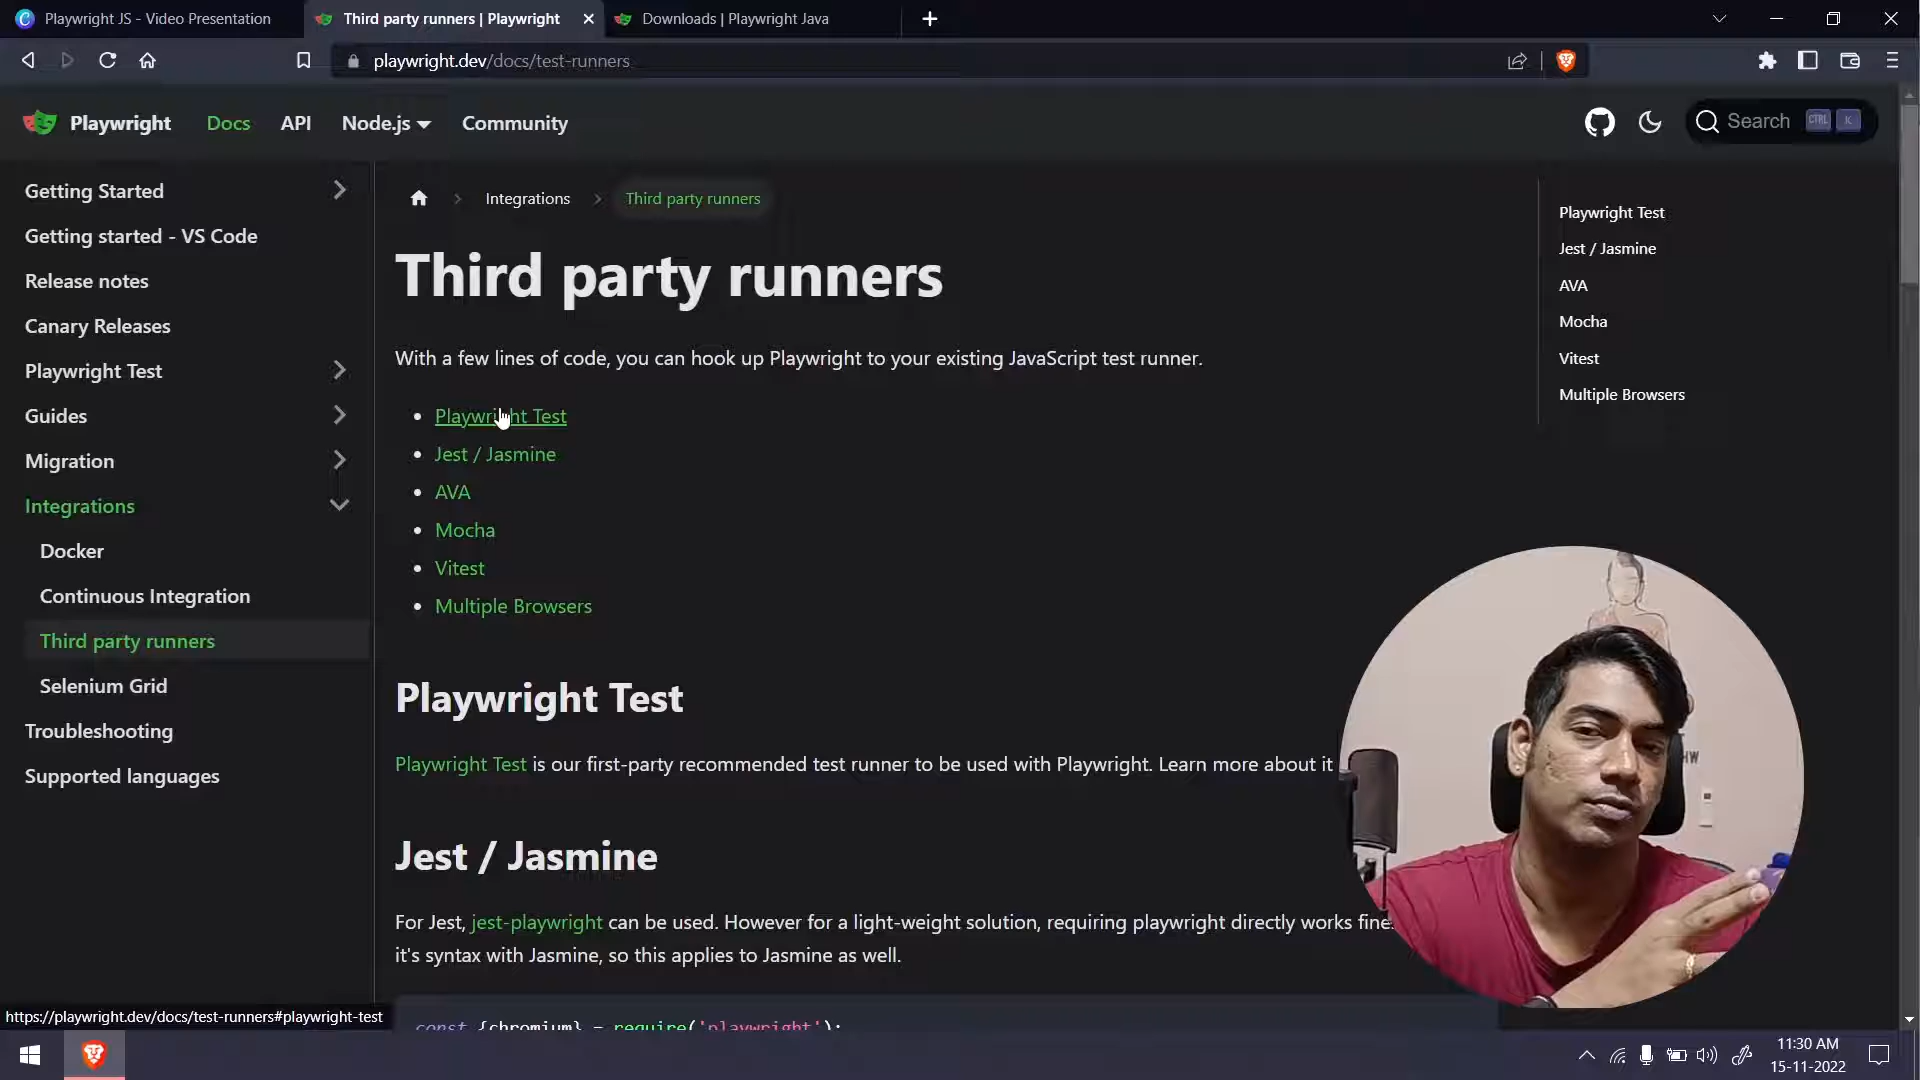 Playwright JS - Video Presentation
Third party runners | Playwright
Downloads | Playwright Java
playwright.dev/docs/test-runners
Playwright
Docs
API
Node.js
Community
Search
CTRL
K
Getting Started
Getting started - VS Code
Release notes
Canary Releases
Playwright Test
Guides
Migration
Integrations
Docker
Continuous Integration
Third party runners
Selenium Grid
Troubleshooting
Supported languages
https://playwright.dev/docs/test-runners#playwright-test
Integrations
Third party runners
Third party runners
With a few lines of code, you can hook up Playwright to your existing JavaScript test runner.
Playwright Test
Jest / Jasmine
AVA
Mocha
Vitest
Multiple Browsers
Playwright Test
Playwright Test is our first-party recommended test runner to be used with Playwright. Learn more about it
Jest / Jasmine
For Jest, jest-playwright can be used. However for a light-weight solution, requiring playwright directly works fine.
it's syntax with Jasmine, so this applies to Jasmine as well.
const {chromium} = require('playwright');
Playwright Test
Jest / Jasmine
AVA
Mocha
Vitest
Multiple Browsers
11:30 AM
15-11-2022